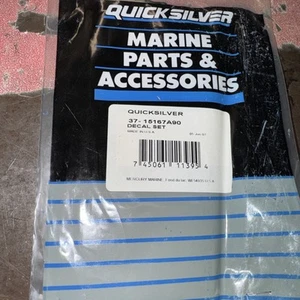 QUICKSILVER
MARINE
PARTS &
ACCESSORIES
QUICKSILVER
37- 15167A90
DECAL SET
7 45061 11395 4